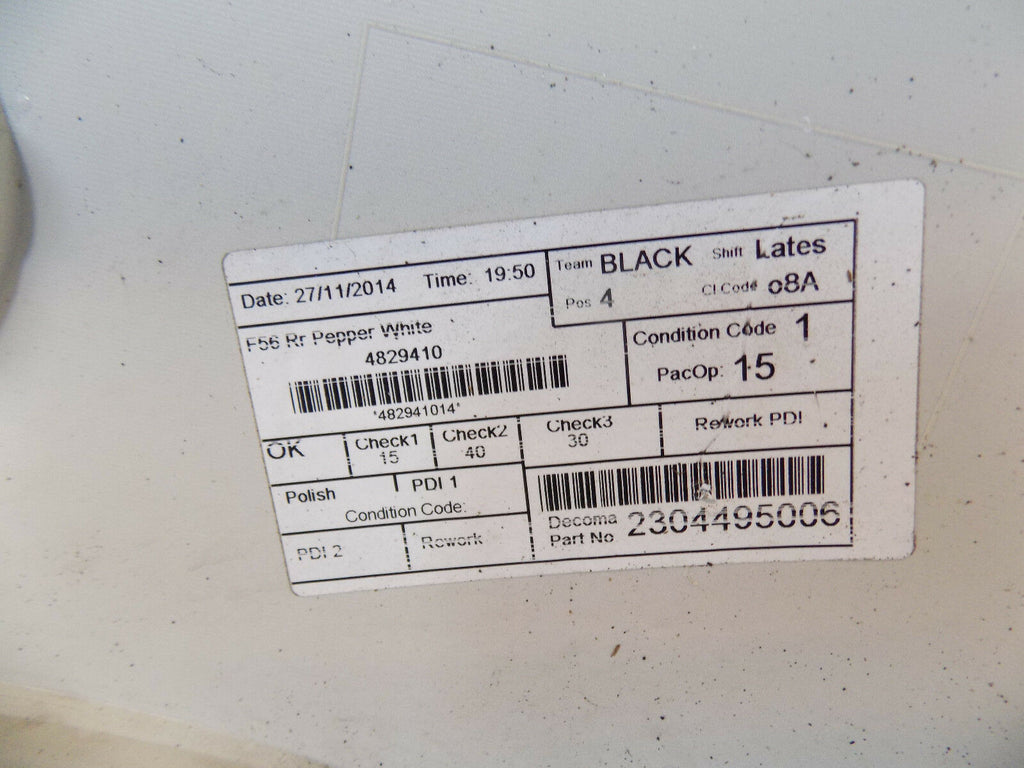 Date: 27/11/2014 Time: 19:50
Team BLACK Shift Lates
Pos 4 CI Code o8A
F56 Rr Pepper White
4829410
*482941014*
Condition Code 1
PacOp: 15
OK Check1 15 Check2 40 Check3 30 Rework PDI
Polish PDI 1
Condition Code:
PDI 2 Rework
Decoma Part No 2304495006